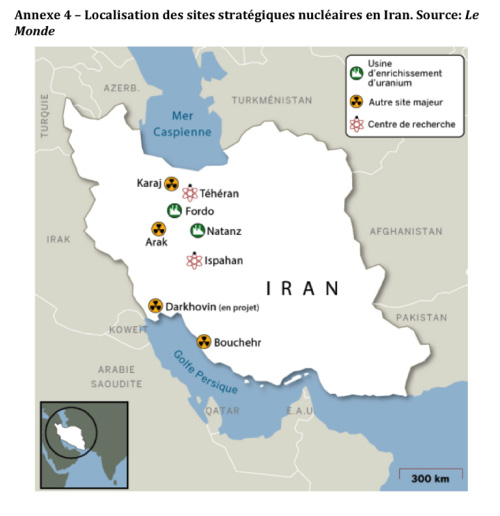 Annexe 4 – Localisation des sites stratégiques nucléaires en Iran. Source: Le
Monde
Usine
d'enrichissement
d'uranium
Autre site majeur
Centre de recherche
AZERB.
TURQUIE
Mer
Caspienne
TURKMÉNISTAN
Karaj
Téhéran
Fordo
Arak
Natanz
IRAK
AFGHANISTAN
Ispahan
IRAN
Darkhovin (en projet)
KOWEIT
PAKISTAN
Bouchehr
ARABIE
SAOUDITE
Golfe Persique
QATAR
É.A.U
300 km